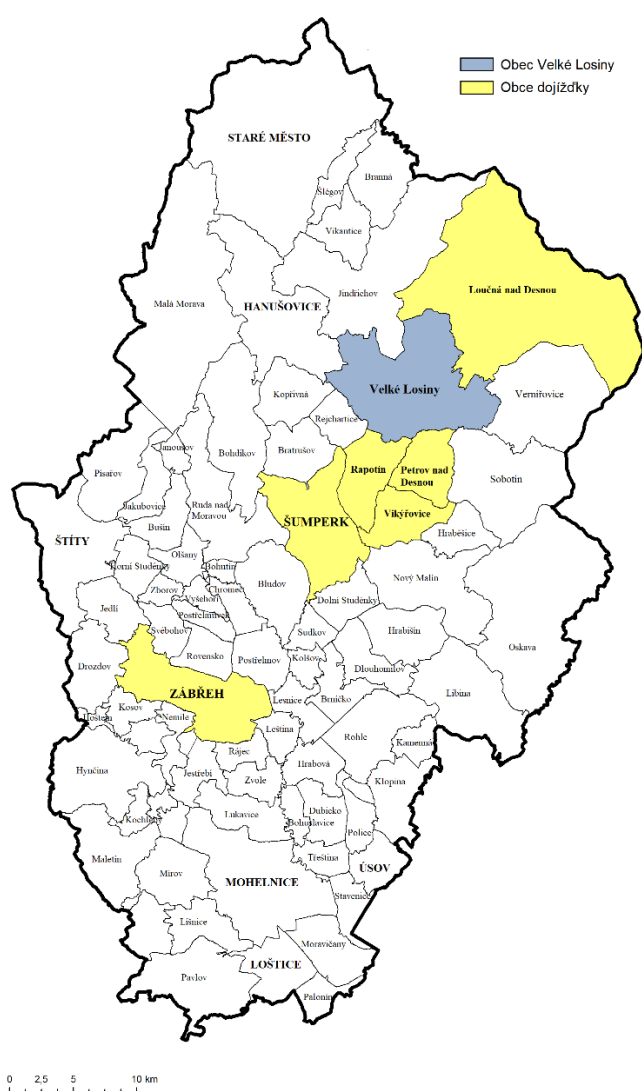 Obec Velké Losiny
Obce dojížďky
STARÉ MĚSTO
Branná
Šlégov
Vikantice
Loučná nad Desnou
Jindřichov
Malá Morava
HANUŠOVICE
Velké Losiny
Vernířovice
Kopřivná
Rejchartice
Janoušov
Bohdíkov
Bratrušov
Písařov
Rapotín
Petrov nad
Desnou
Sobotín
Jakubovice
Ruda nad
Moravou
Bušín
ŠUMPERK
Vikýřovice
ŠTÍTY
Hraběšice
Olšany
Horní Studénky
Bohutín
Bludov
Nový Malín
Zborov
Vyšehoří
Chromeč
Dolní Studénky
Jedlí
Postřelmůvek
Svébohov
Sudkov
Hrabišín
Oskava
Rovensko
Postřelmov
Kolšov
Drozdov
Dlouhomilov
ZÁBŘEH
Lesnice
Brníčko
Libina
Kosov
Nemile
Hoštejn
Leština
Rohle
Kamenná
Rájec
Hrabová
Hynčina
Jestřebí
Zvole
Klopina
Lukavice
Dubicko
Kochleby
Bohuslavice
Police
Maletín
Třeština
Mírov
MOHELNICE
ÚSOV
Stavenice
Líšnice
Moravičany
LOŠTICE
Pavlov
Palonín
0 2,5 5 10 km